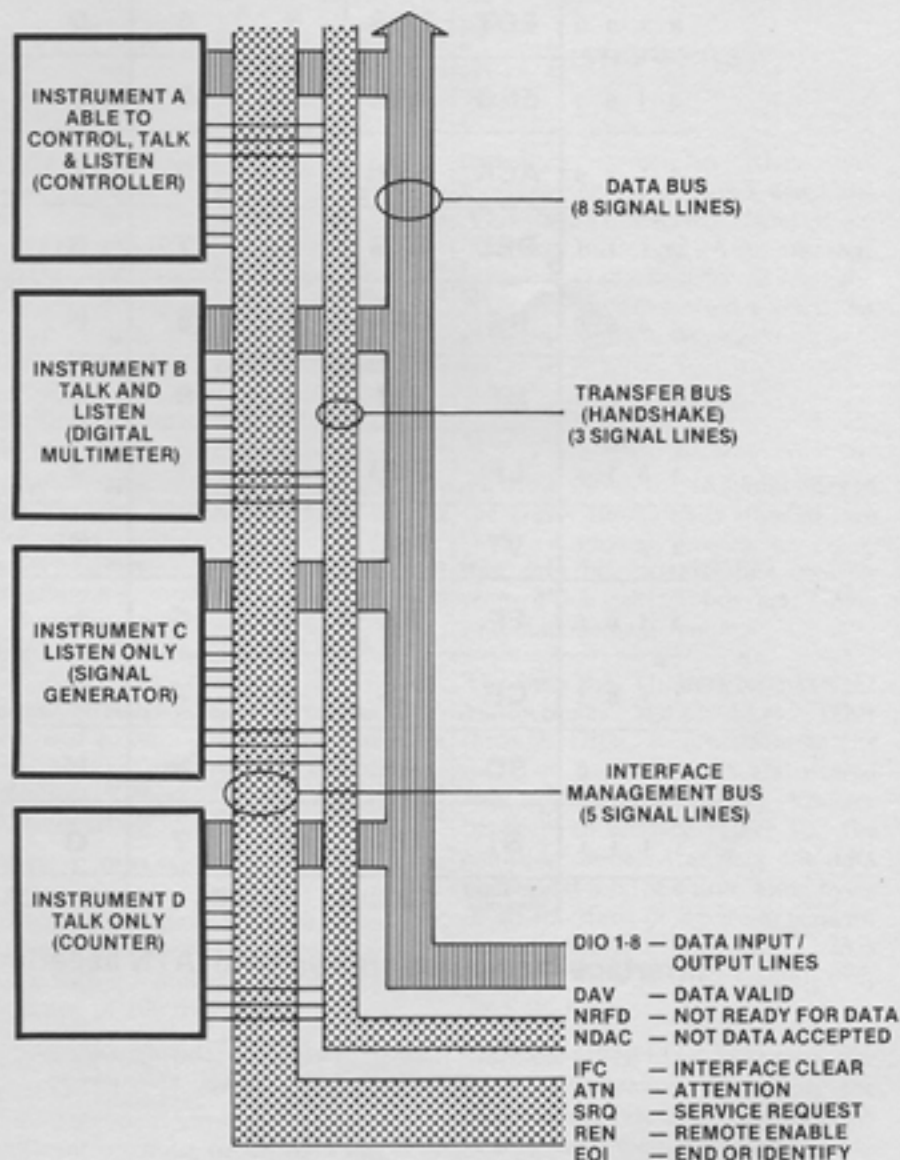 INSTRUMENT A
ABLE TO
CONTROL, TALK
& LISTEN
(CONTROLLER)
DATA BUS
(8 SIGNAL LINES)
INSTRUMENT B
TALK AND
LISTEN
(DIGITAL
MULTIMETER)
TRANSFER BUS
(HANDSHAKE)
(3 SIGNAL LINES)
INSTRUMENT C
LISTEN ONLY
(SIGNAL
GENERATOR)
INTERFACE
MANAGEMENT BUS
(5 SIGNAL LINES)
INSTRUMENT D
TALK ONLY
(COUNTER)
DIO 1-8 — DATA INPUT /
OUTPUT LINES
DAV — DATA VALID
NRFD — NOT READY FOR DATA
NDAC — NOT DATA ACCEPTED
IFC — INTERFACE CLEAR
ATN — ATTENTION
SRQ — SERVICE REQUEST
REN — REMOTE ENABLE
EOI — END OR IDENTIFY